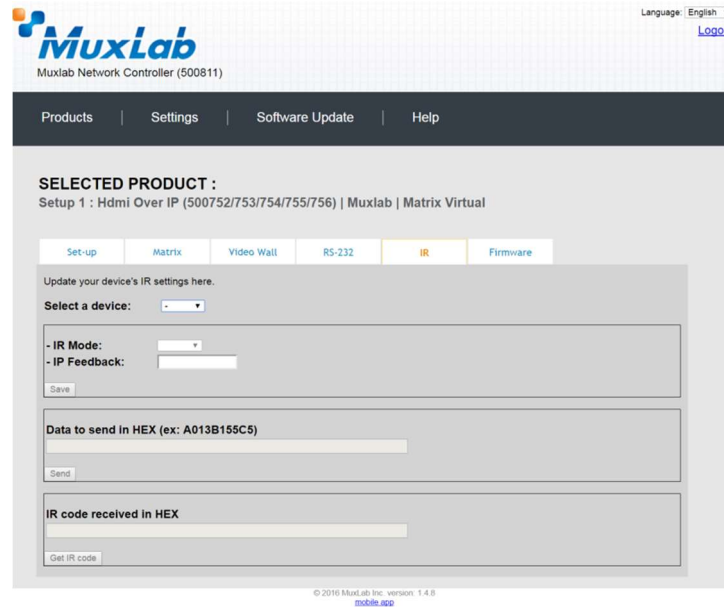 Language: English
Logo
MuxLab
Muxlab Network Controller (500811)
Products | Settings | Software Update | Help
SELECTED PRODUCT :
Setup 1 : Hdmi Over IP (500752/753/754/755/756) | Muxlab | Matrix Virtual
Set-up Matrix Video Wall RS-232 IR Firmware
Update your device's IR settings here.
Select a device: -
- IR Mode:
- IP Feedback:
Save
Data to send in HEX (ex: A013B155C5)
Send
IR code received in HEX
Get IR code
© 2016 MuxLab Inc. version: 1.4.8
mobile app